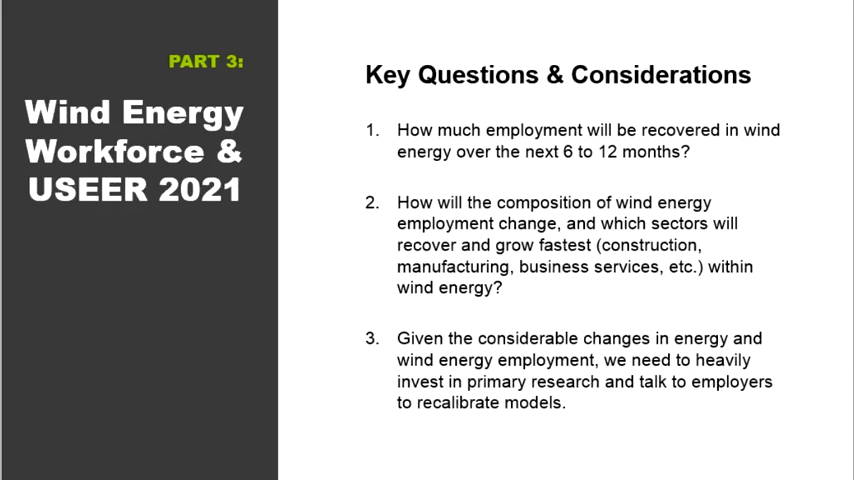 PART 3:
Wind Energy
Workforce &
USEER 2021
Key Questions & Considerations
1. How much employment will be recovered in wind
energy over the next 6 to 12 months?
2. How will the composition of wind energy
employment change, and which sectors will
recover and grow fastest (construction,
manufacturing, business services, etc.) within
wind energy?
3. Given the considerable changes in energy and
wind energy employment, we need to heavily
invest in primary research and talk to employers
to recalibrate models.